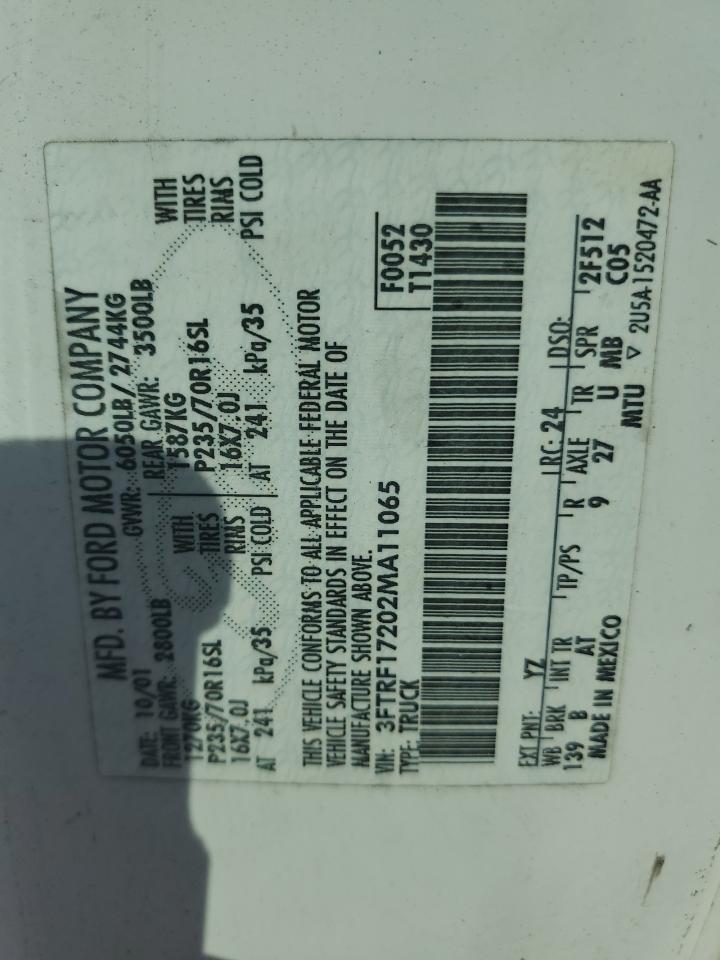 MFD. BY FORD MOTOR COMPANY
DATE: 10/01 GVWR: 6050LB/ 2744KG
FRONT GAWR: 2800LB REAR GAWR: 3500LB
1270KG WITH 1587KG WITH
P235/70R16SL TIRES P235/70R16SL TIRES
16X7.0J RIMS 16X7.0J RIMS
AT 241 kPa/35 PSI COLD AT 241 kPa/35 PSI COLD
THIS VEHICLE CONFORMS TO ALL APPLICABLE FEDERAL MOTOR
VEHICLE SAFETY STANDARDS IN EFFECT ON THE DATE OF
MANUFACTURE SHOWN ABOVE.
VIN: 3FTRF17202MA11065 F0052
TYPE: TRUCK T1430
EXT PNT: YZ RC: 24 DSO:
WB BRK INT TR TP/PS R AXLE TR SPR 2F512
139 B AT 9 27 U MB C05
MADE IN MEXICO MTU ▽ 2U5A-1520472-AA